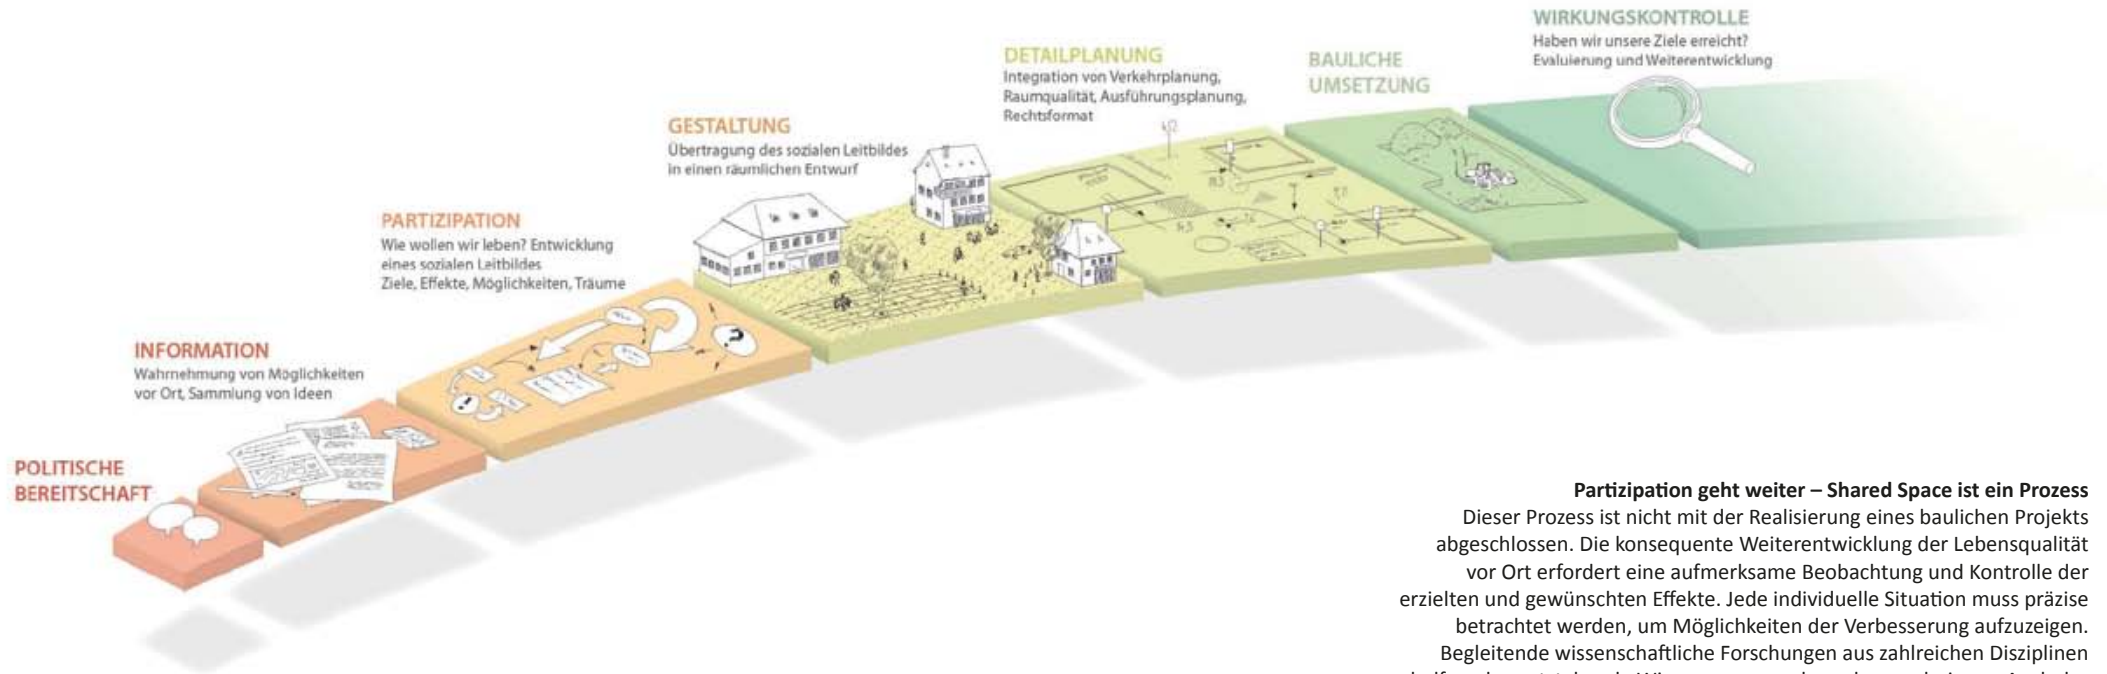 POLITISCHE
BEREITSCHAFT
INFORMATION
Wahrnehmung von Möglichkeiten
vor Ort, Sammlung von Ideen
PARTIZIPATION
Wie wollen wir leben? Entwicklung
eines sozialen Leitbildes
Ziele, Effekte, Möglichkeiten, Träume
GESTALTUNG
Übertragung des sozialen Leitbildes
in einen räumlichen Entwurf
DETAILPLANUNG
Integration von Verkehrplanung,
Raumqualität, Ausführungsplanung,
Rechtsformat
BAULICHE
UMSETZUNG
WIRKUNGSKONTROLLE
Haben wir unsere Ziele erreicht?
Evaluierung und Weiterentwicklung
?
!
Partizipation geht weiter – Shared Space ist ein Prozess
Dieser Prozess ist nicht mit der Realisierung eines baulichen Projekts
abgeschlossen. Die konsequente Weiterentwicklung der Lebensqualität
vor Ort erfordert eine aufmerksame Beobachtung und Kontrolle der
erzielten und gewünschten Effekte. Jede individuelle Situation muss präzise
betrachtet werden, um Möglichkeiten der Verbesserung aufzuzeigen.
Begleitende wissenschaftliche Forschungen aus zahlreichen Disziplinen